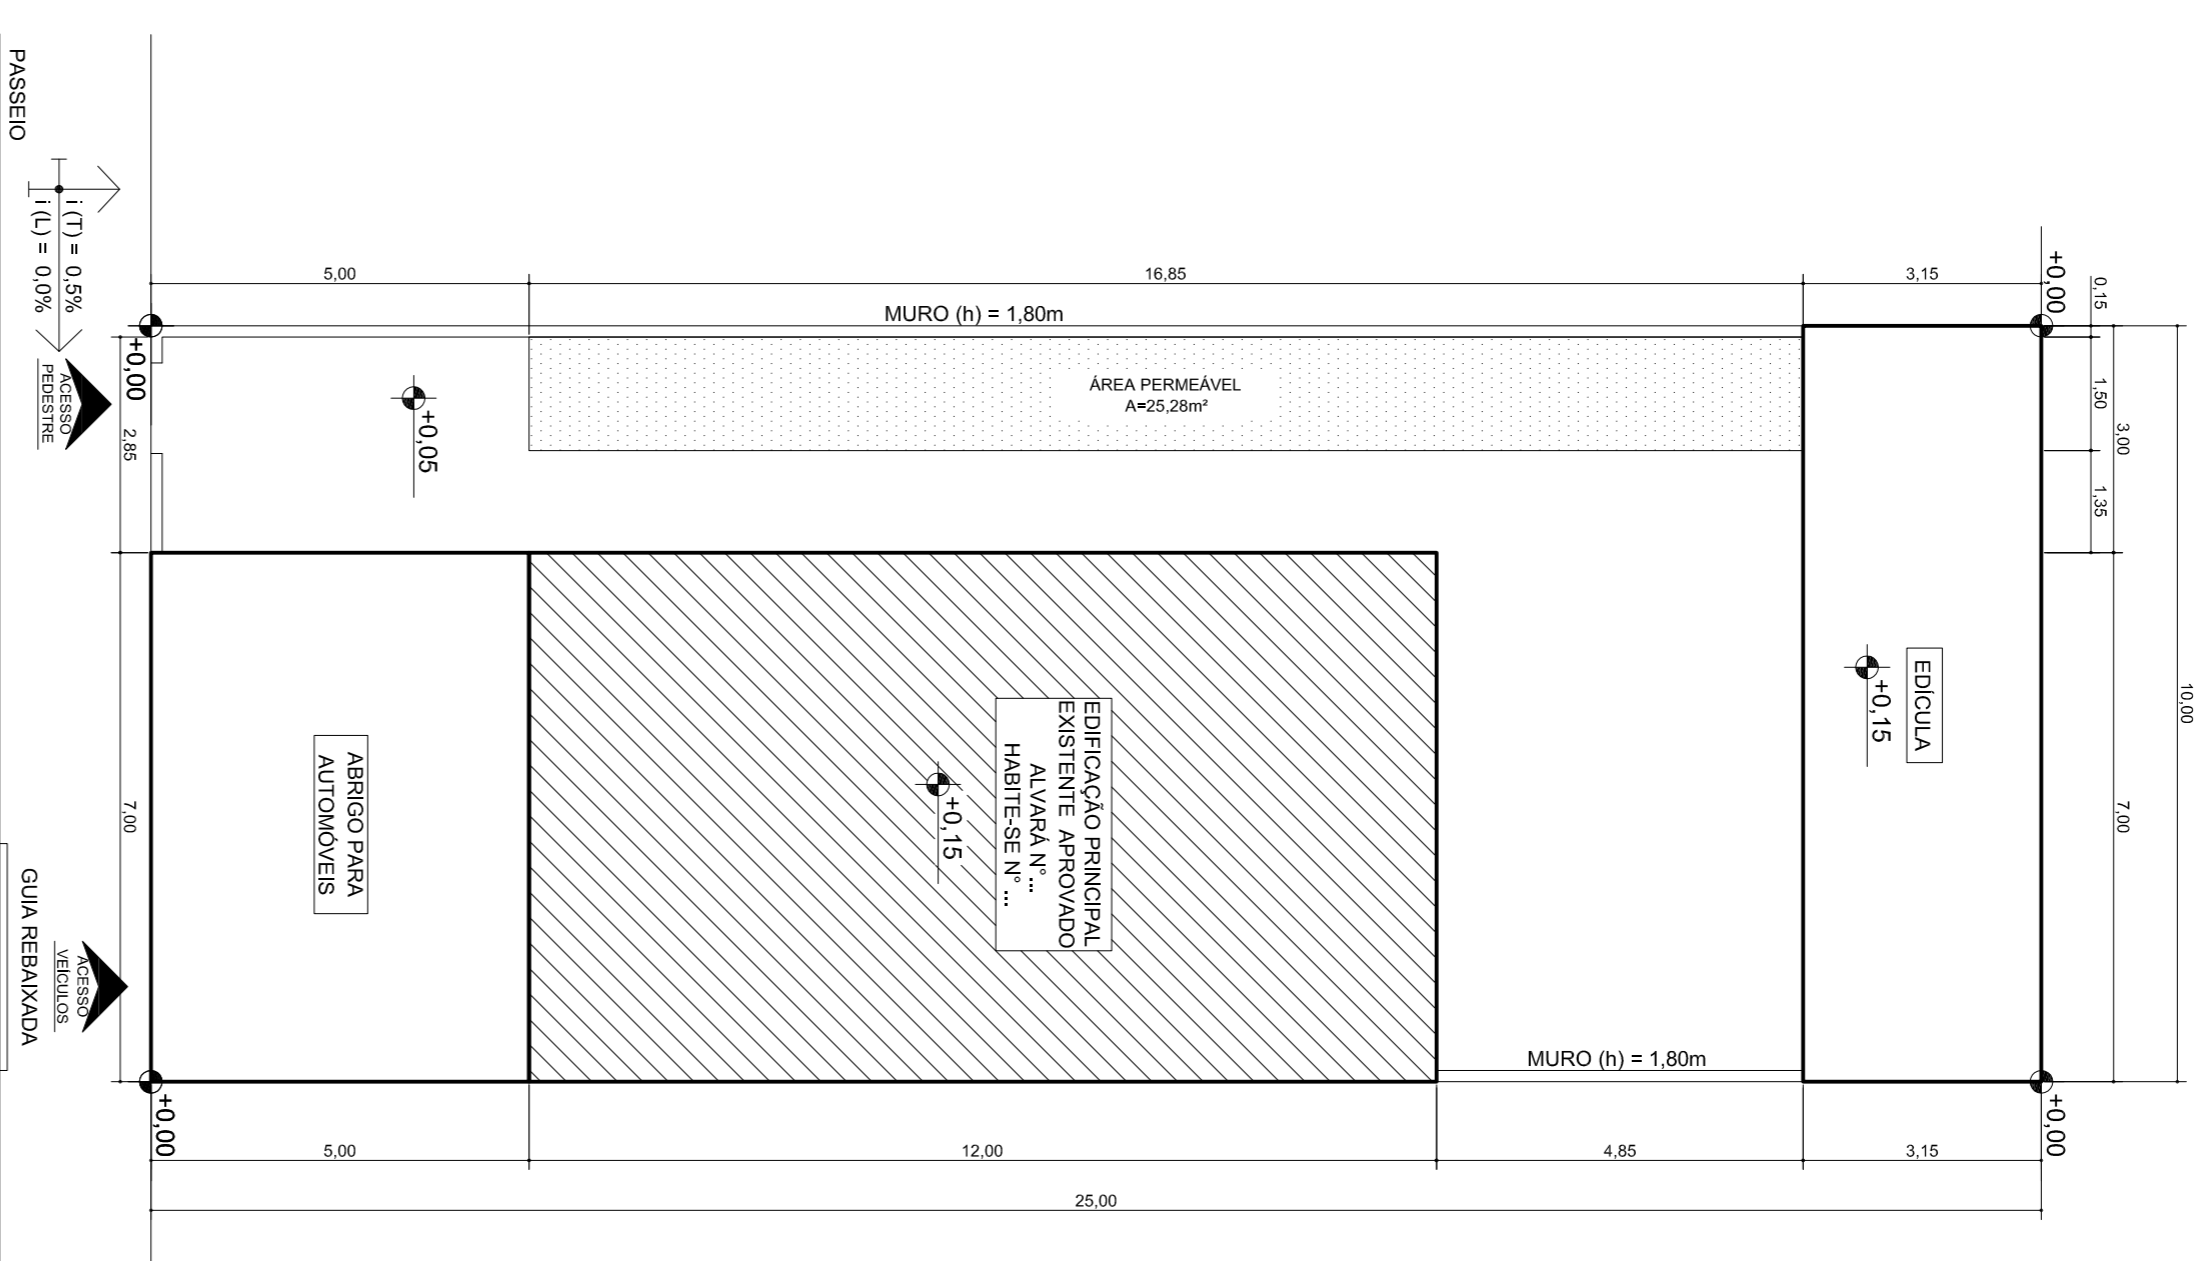 PASSEIO
i (T) = 0,5%
i (L) = 0,0%
ACESSO
PEDESTRE
GUIA REBAIXADA
ACESSO
VEÍCULOS
5,00
16,85
3,15
MURO (h) = 1,80m
+0,00
+0,00
0,15
1,50
3,00
1,35
10,00
7,00
+0,05
ÁREA PERMEÁVEL
A=25,28m²
2,85
7,00
ABRIGO PARA
AUTOMÓVEIS
EDIFICAÇÃO PRINCIPAL
EXISTENTE APROVADO
ALVARÁ N° ...
HABITE-SE N° ...
+0,15
EDÍCULA
+0,15
MURO (h) = 1,80m
+0,00
+0,00
5,00
12,00
4,85
3,15
25,00